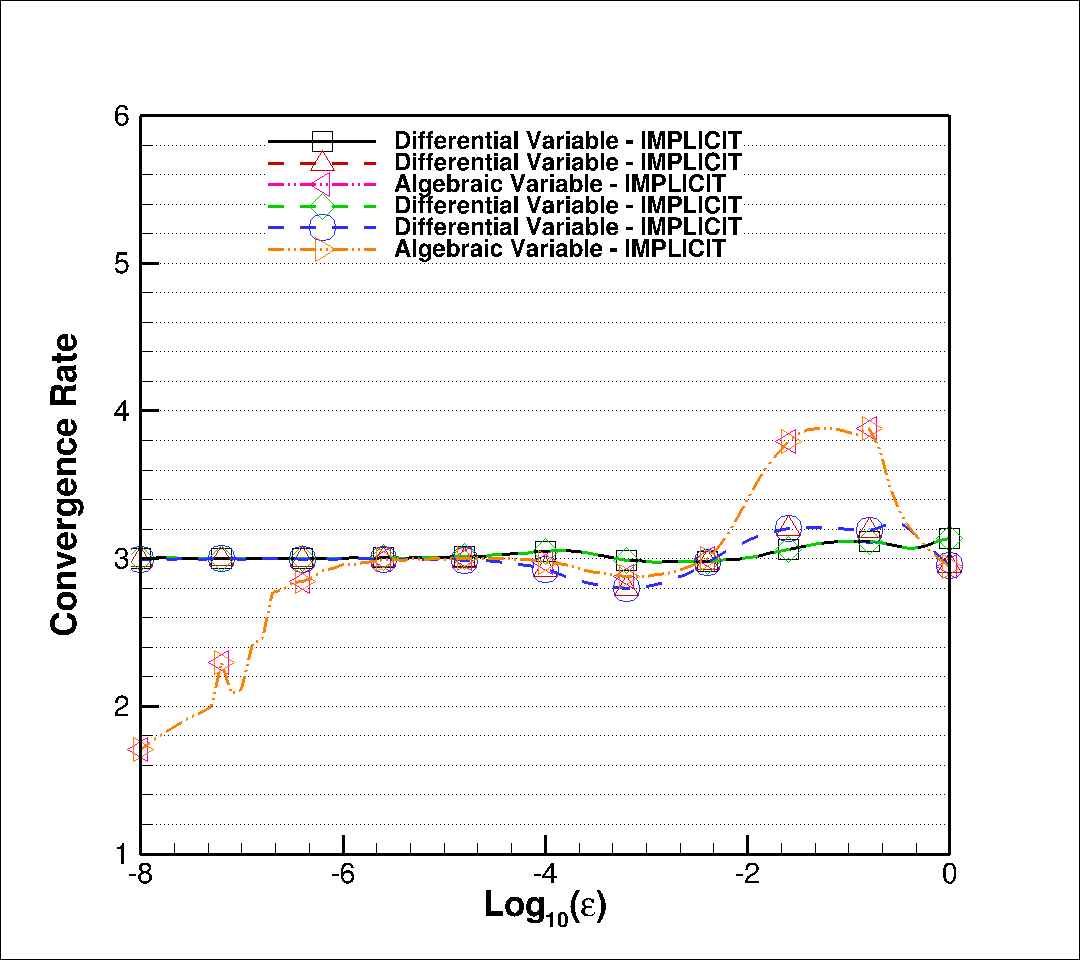 6
Differential Variable - IMPLICIT
Differential Variable - IMPLICIT
Algebraic Variable - IMPLICIT
Differential Variable - IMPLICIT
Differential Variable - IMPLICIT
Algebraic Variable - IMPLICIT
5
4
Convergence Rate
3
2
1
-8 -6 -4 -2 0
Log10(ε)